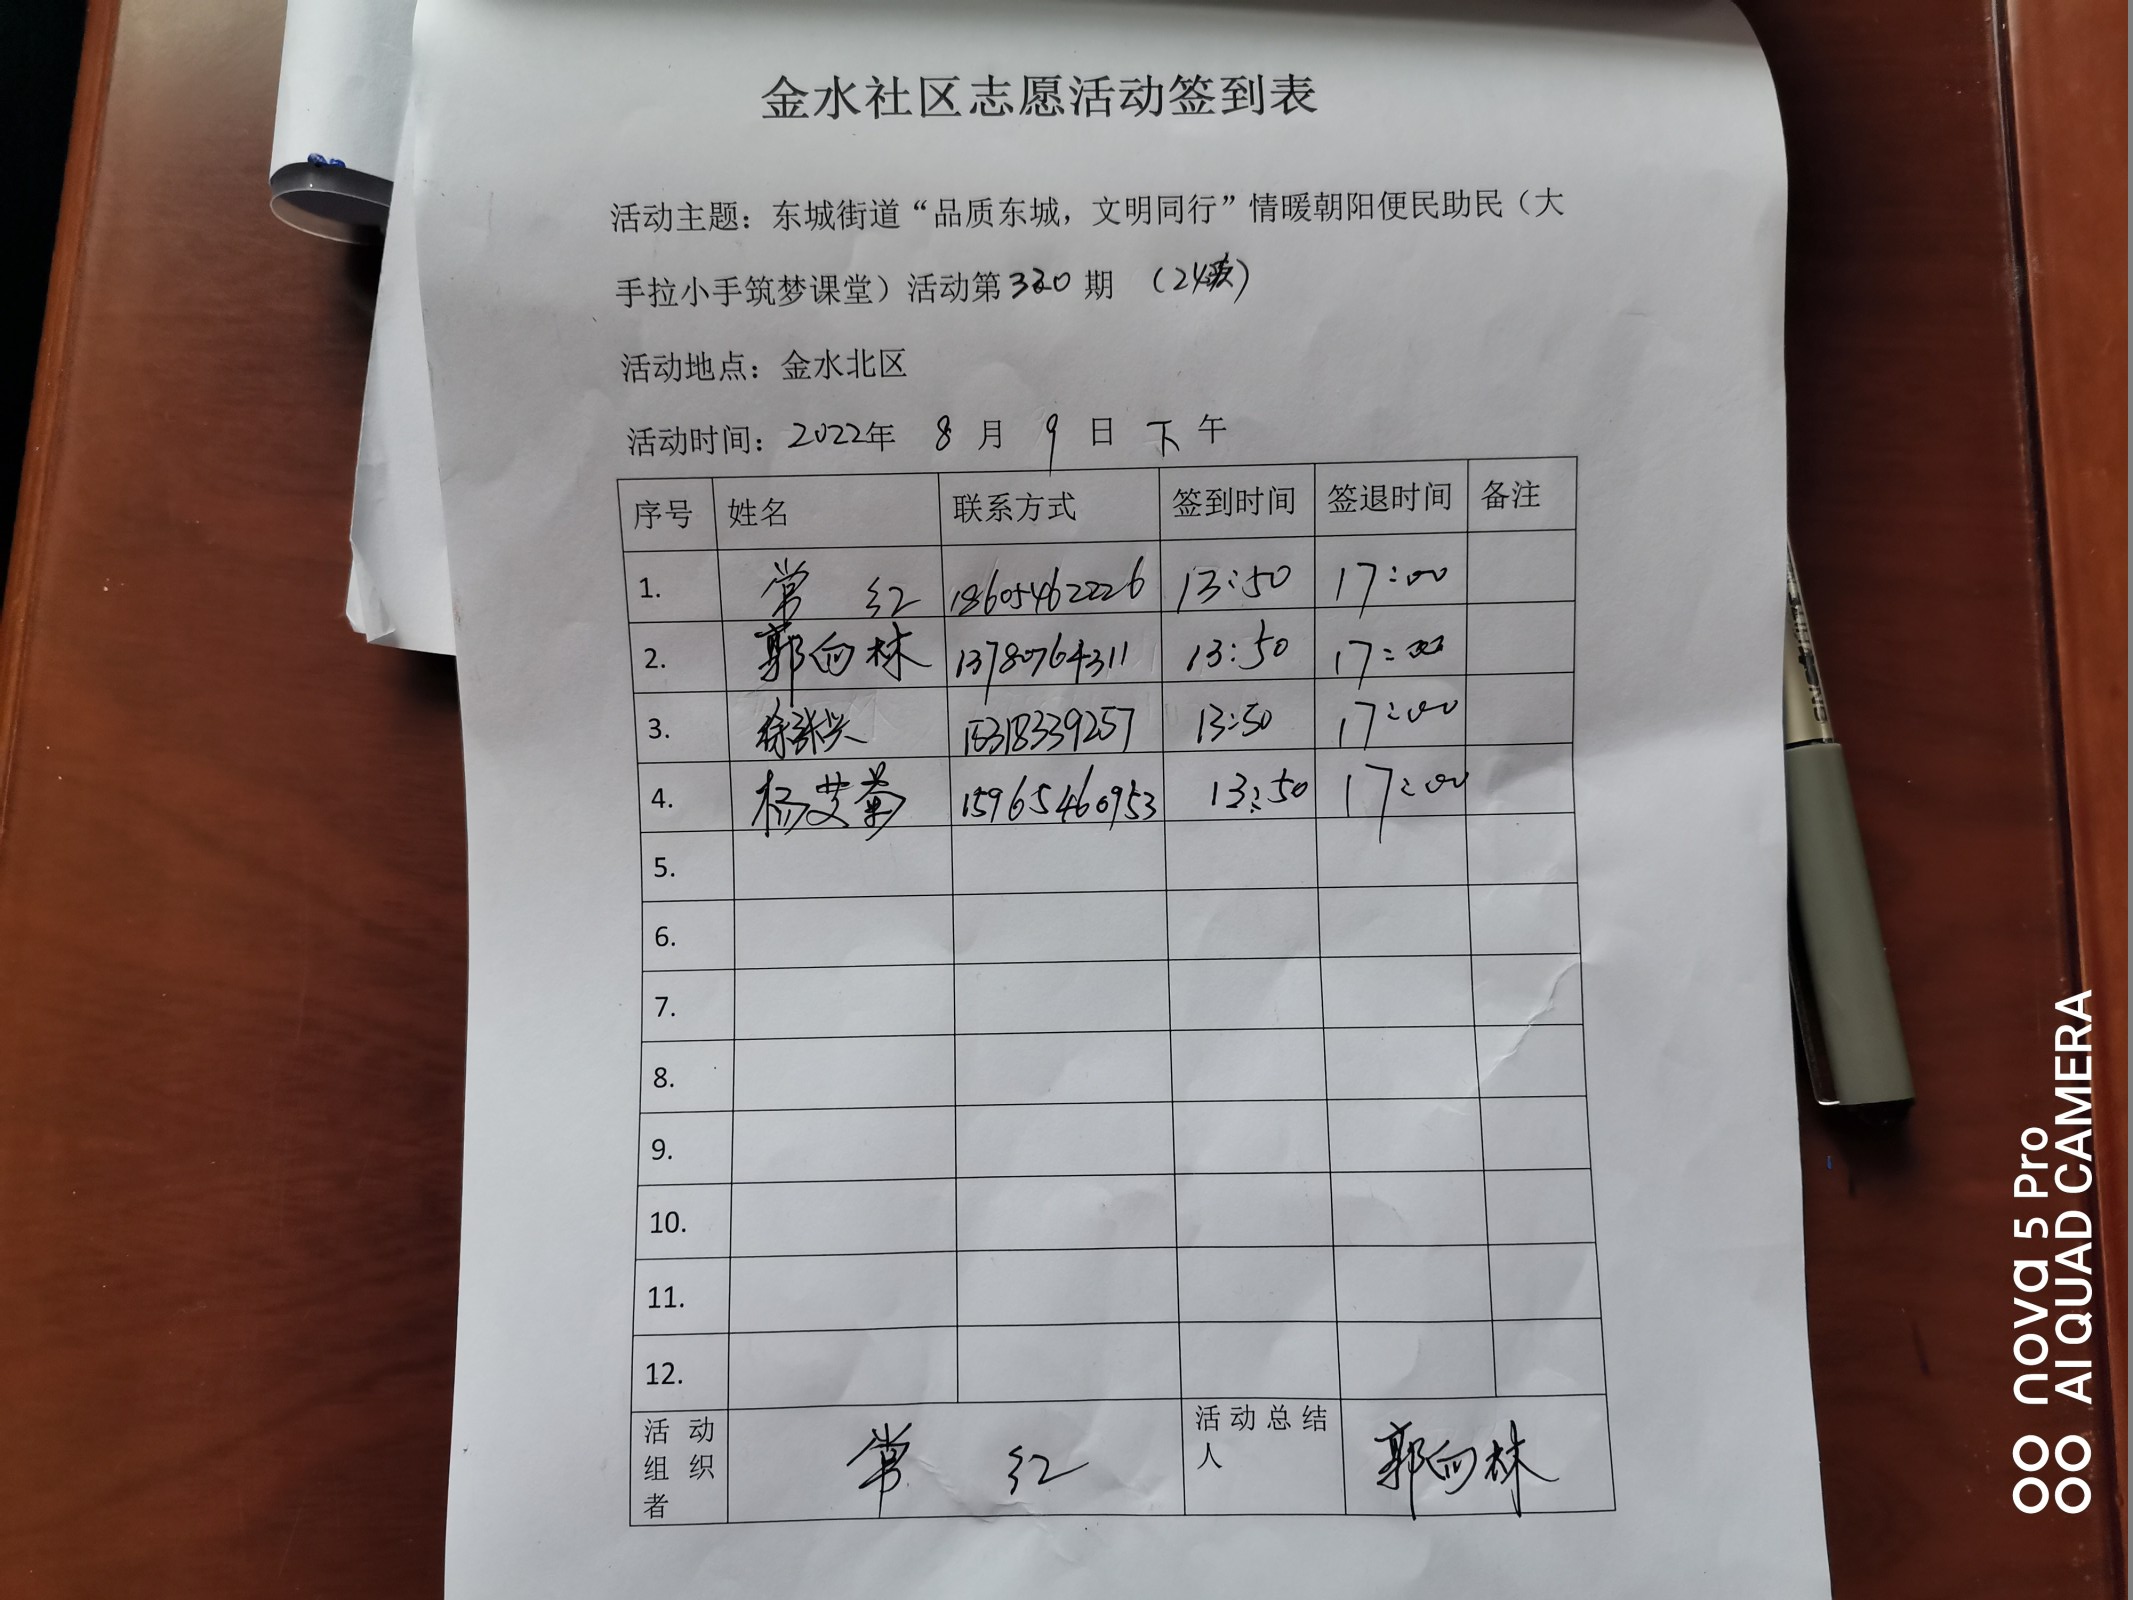 金水社区志愿活动签到表
活动主题：东城街道“品质东城，文明同行”情暖朝阳便民助民（大
手拉小手筑梦课堂）活动第330期 （24
活动地点：金水北区
活动时间：2022年 8 月 9 日 下午
序号 姓名 联系方式 签到时间 签退时间 备注
1. 常 红 18605462226 13:50 17:00
2. 郭向林 13780764311 13:50 17:00
3. 15318339257 13:50 17:00
4. 杨艾菊 15965460953 13:50 17:00
5.
6.
7.
8.
9.
10.
11.
12.
活动组织者 常 红 活动总结人 郭向林
nova 5 Pro
AI QUAD CAMERA